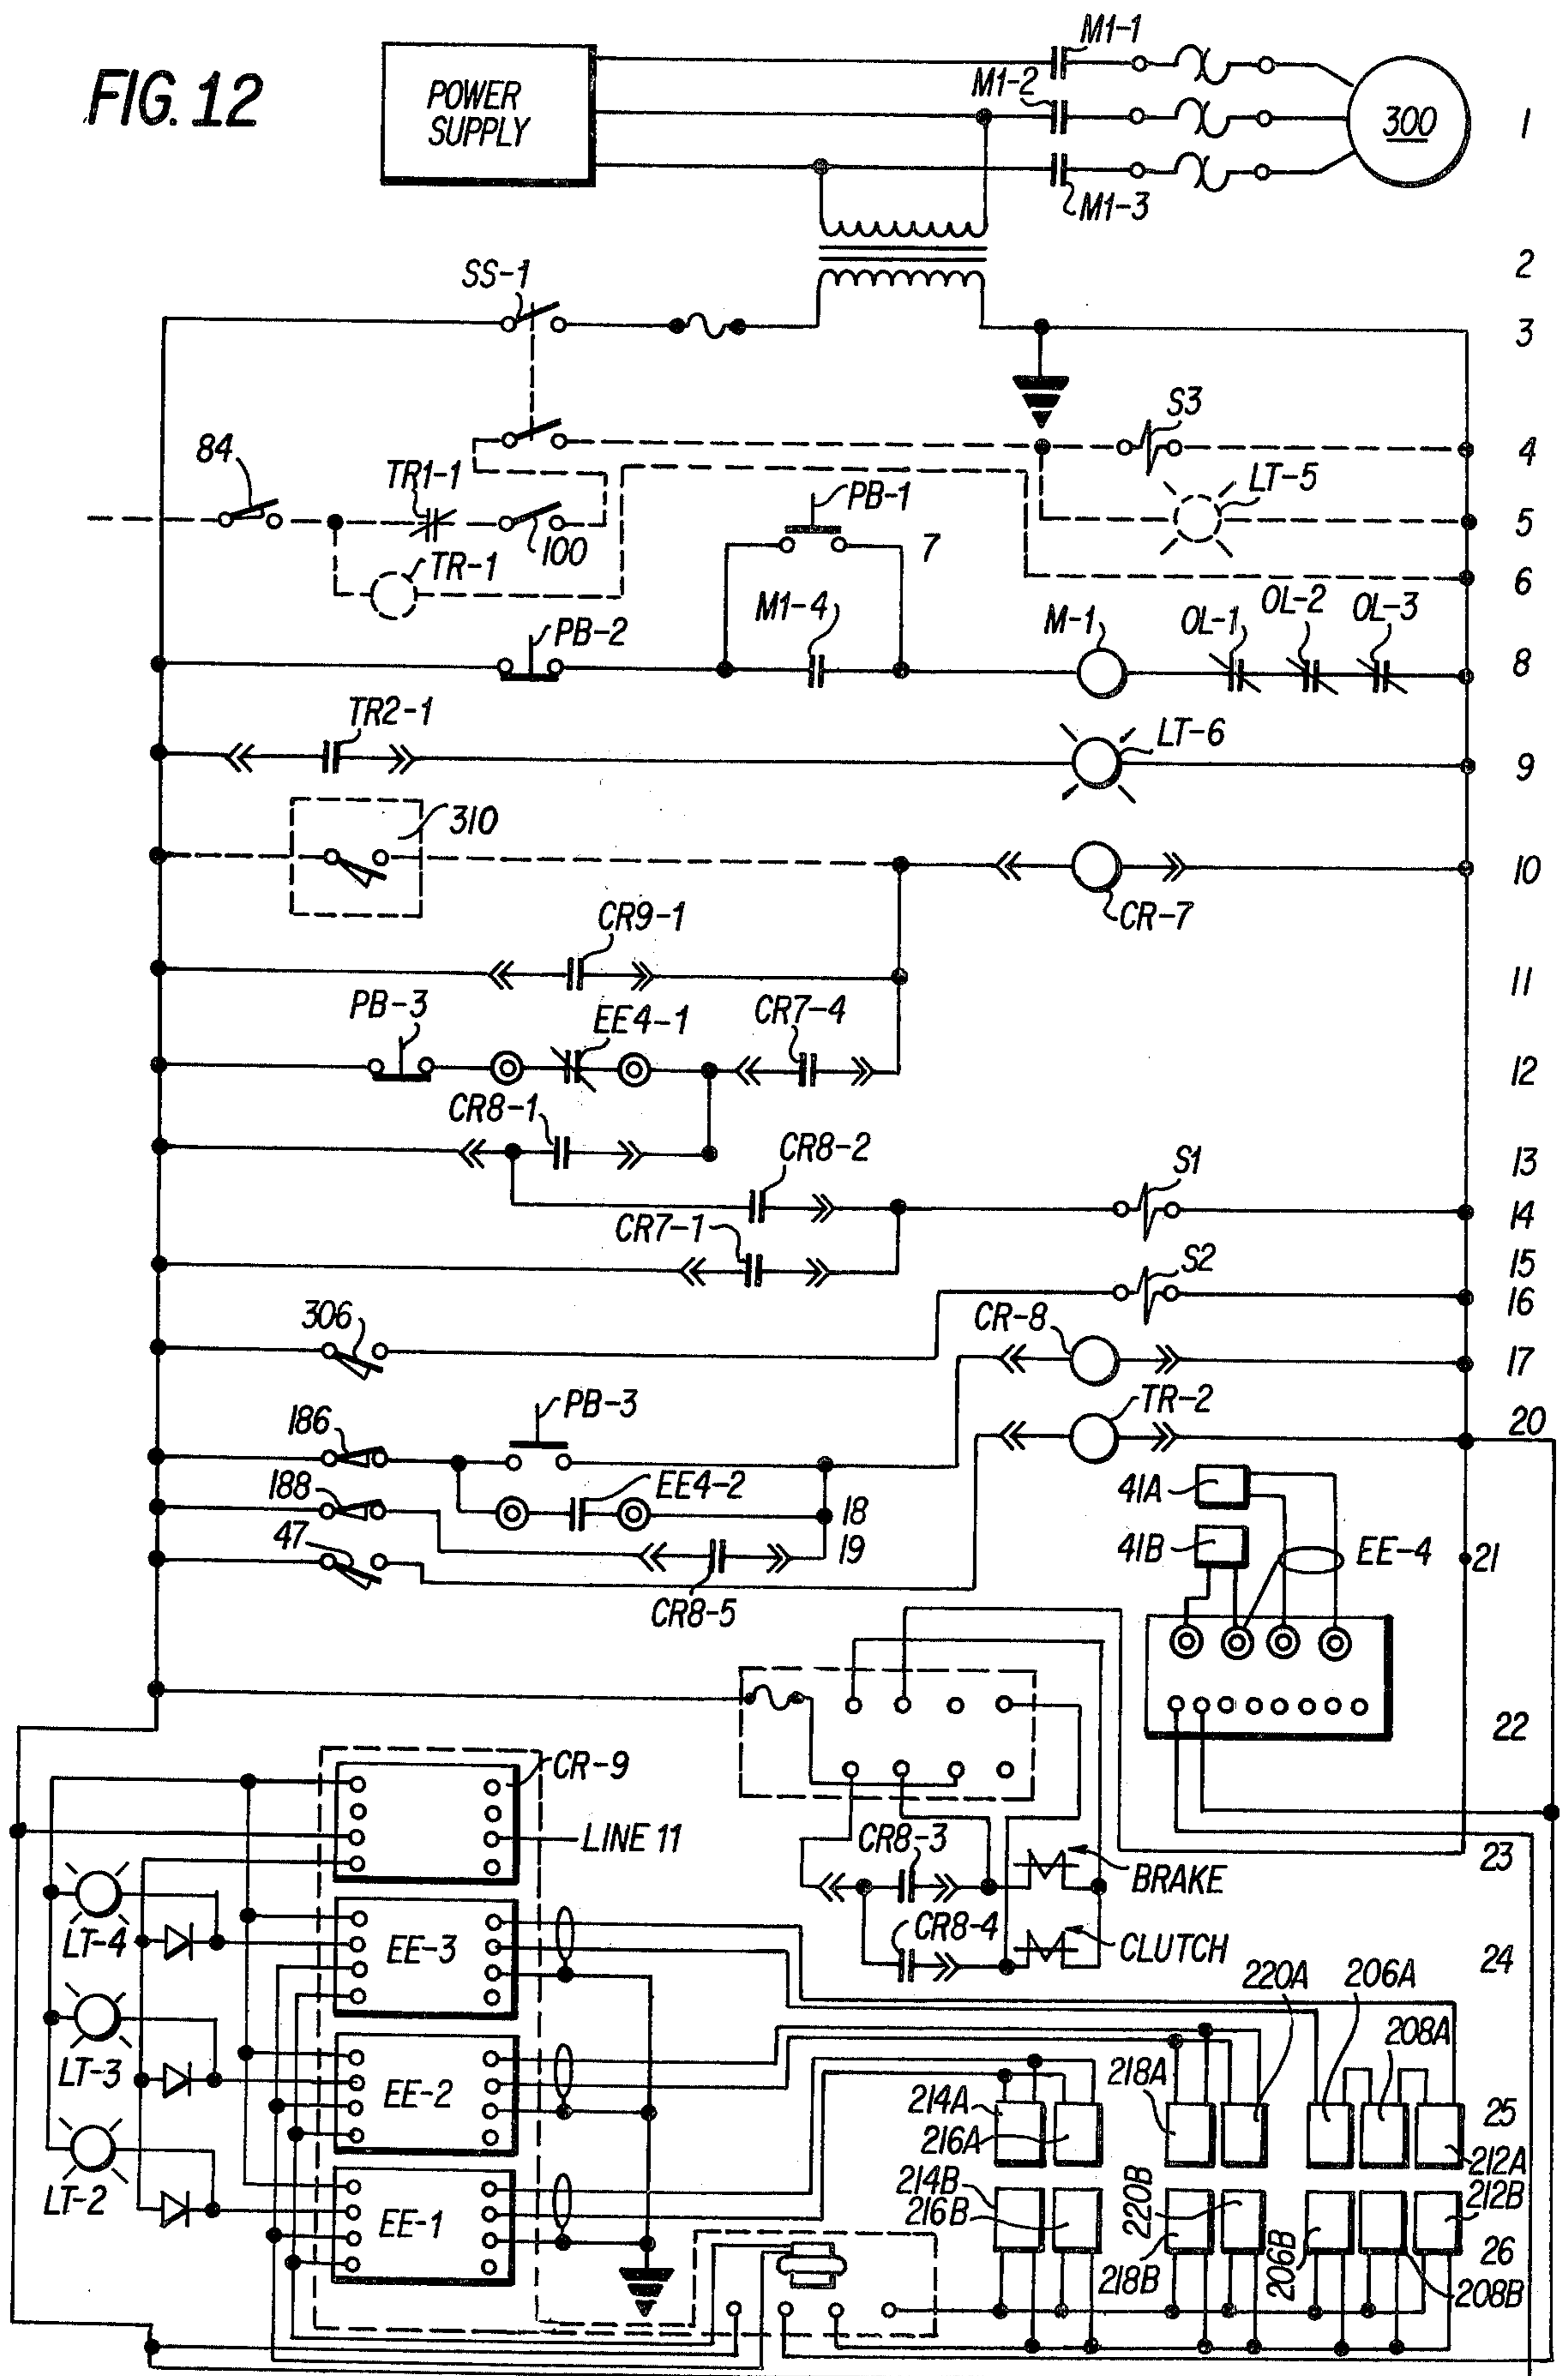 FIG. 12
POWER
SUPPLY
M1-1
M1-2
M1-3
300
1
2
SS-1
3
S3
4
84
TR1-1
PB-1
LT-5
5
100
7
TR-1
6
M1-4
PB-2
M-1
OL-1
OL-2
OL-3
8
TR2-1
LT-6
9
310
CR-7
10
CR9-1
11
PB-3
EE4-1
CR7-4
12
CR8-1
CR8-2
13
S1
14
CR7-1
15
S2
16
306
CR-8
17
186
PB-3
TR-2
20
188
EE4-2
18
41A
47
19
41B
EE-4
21
CR8-5
22
CR-9
LINE 11
CR8-3
BRAKE
23
LT-4
EE-3
CR8-4
CLUTCH
24
220A
206A
LT-3
EE-2
218A
208A
214A
216A
25
212A
LT-2
EE-1
214B
216B
220B
218B
206B
212B
26
208B